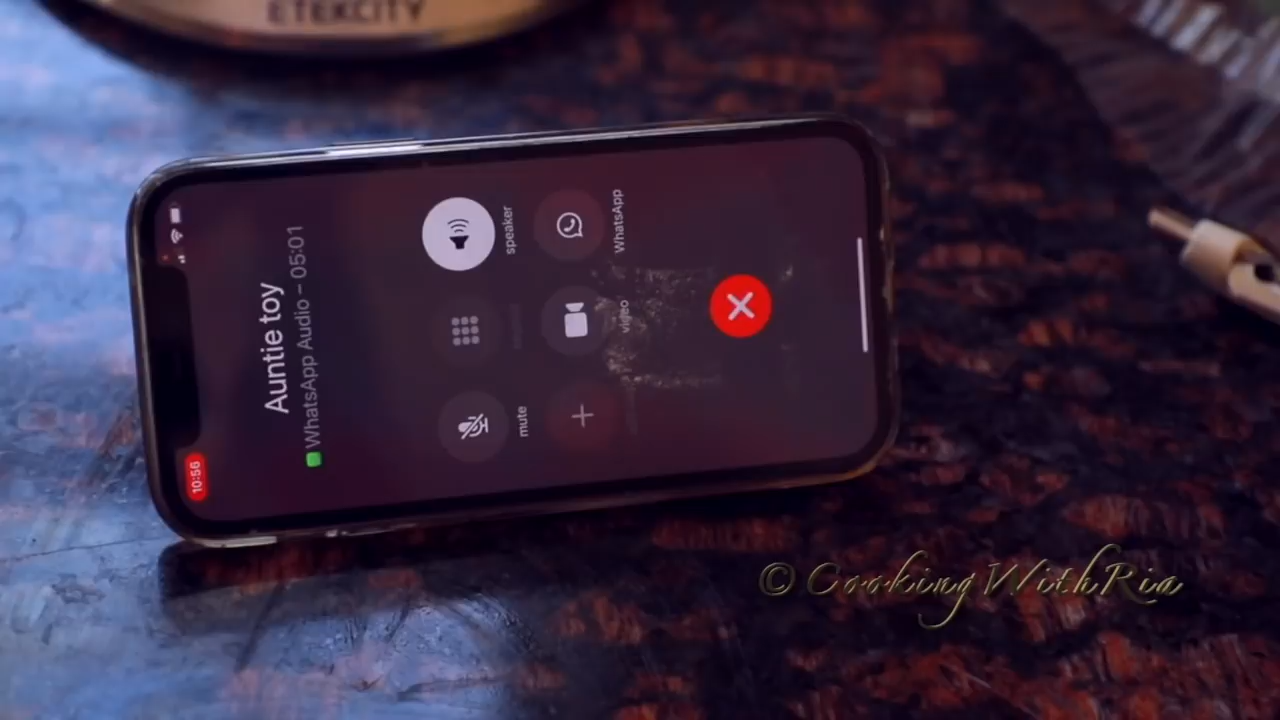 ETEKCITY
10:56
Auntie toy
WhatsApp Audio – 05:01
mute
speaker
video
WhatsApp
© CookingWithRia